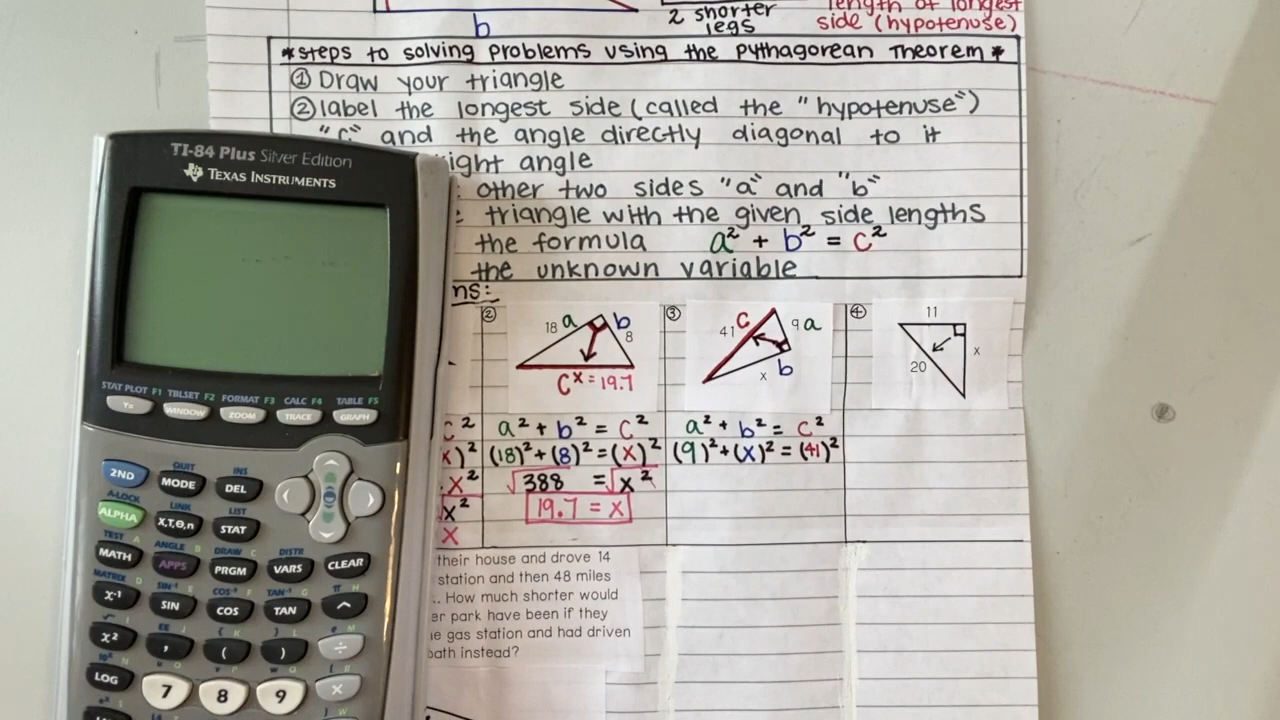 b
2 shorter
legs
length of longest
side (hypotenuse)
*steps to solving problems using the pythagorean theorem*
① Draw your triangle
② label the longest side (called the "hypotenuse")
"c" and the angle directly diagonal to it
ight angle
other two sides "a" and "b"
triangle with the given side lengths
the formula a² + b² = c²
the unknown variable
ns:
②
18 a
b
8
c x = 19.7
c²
a² + b² = c²
x)²
(18)² + (8)² = (x)²
x²
√388 = √x²
x²
19.7 = x
x
③
41 c
9 a
x b
a² + b² = c²
(9)² + (x)² = (41)²
④
11
x
20
their house and drove 14
station and then 48 miles
.. How much shorter would
er park have been if they
e gas station and had driven
path instead?
TI-84 Plus Silver Edition
TEXAS INSTRUMENTS
STAT PLOT F1 TBLSET F2 FORMAT F3 CALC F4 TABLE F5
Y= WINDOW ZOOM TRACE GRAPH
QUIT INS
2ND MODE DEL
A-LOCK LINK LIST
ALPHA X,T,Θ,n STAT
TEST A ANGLE B DRAW C DISTR
MATH APPS PRGM VARS CLEAR
MATRIX D SIN⁻¹ E COS⁻¹ F TAN⁻¹ G π H
x⁻¹ SIN COS TAN ^
√ I EE J { K } L e M
x² , ( ) ÷
10ˣ N
LOG 7 8 9 ×